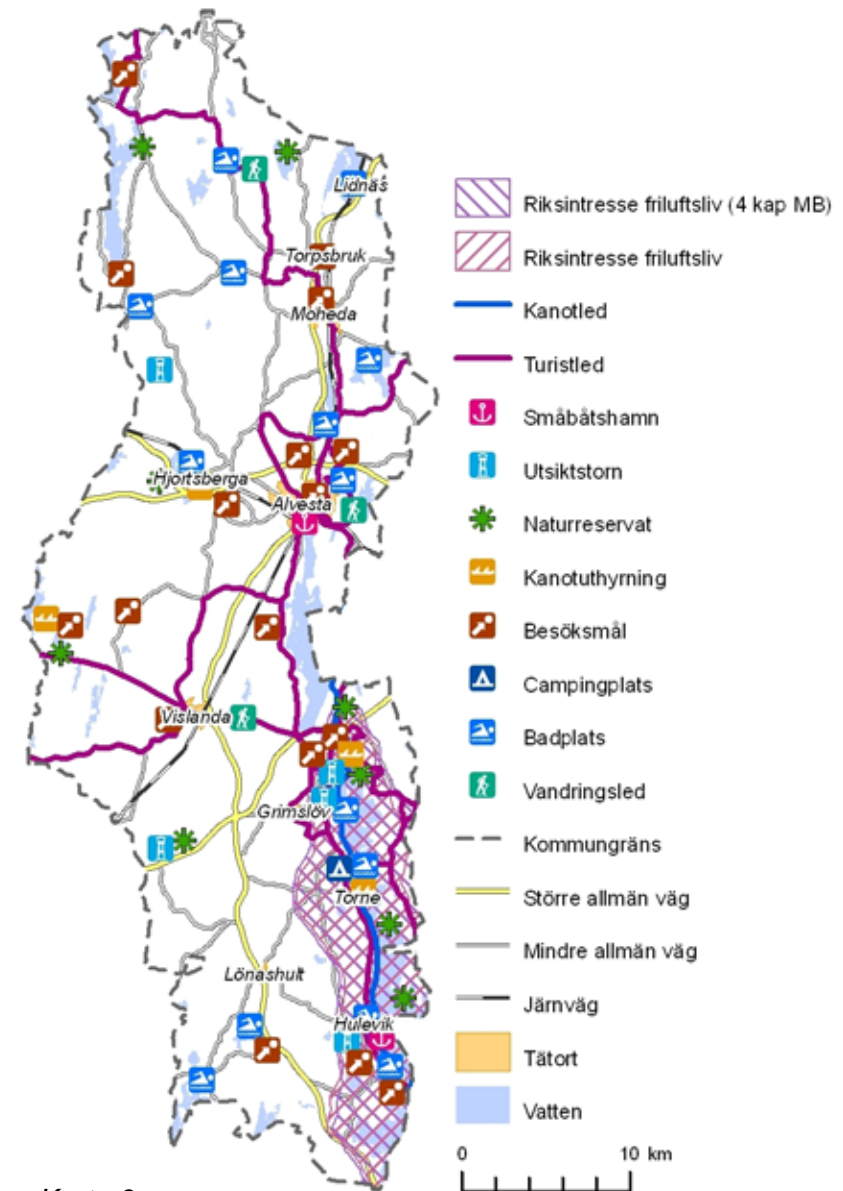 Lidnäs
Torpsbruk
Moheda
Hjortsberga
Alvesta
Vislanda
Grimslöv
Torne
Lönashult
Hulevik
Riksintresse friluftsliv (4 kap MB)
Riksintresse friluftsliv
Kanotled
Turistled
Småbåtshamn
Utsiktstorn
Naturreservat
Kanotuthyrning
Besöksmål
Campingplats
Badplats
Vandringsled
Kommungräns
Större allmän väg
Mindre allmän väg
Järnväg
Tätort
Vatten
0 10 km